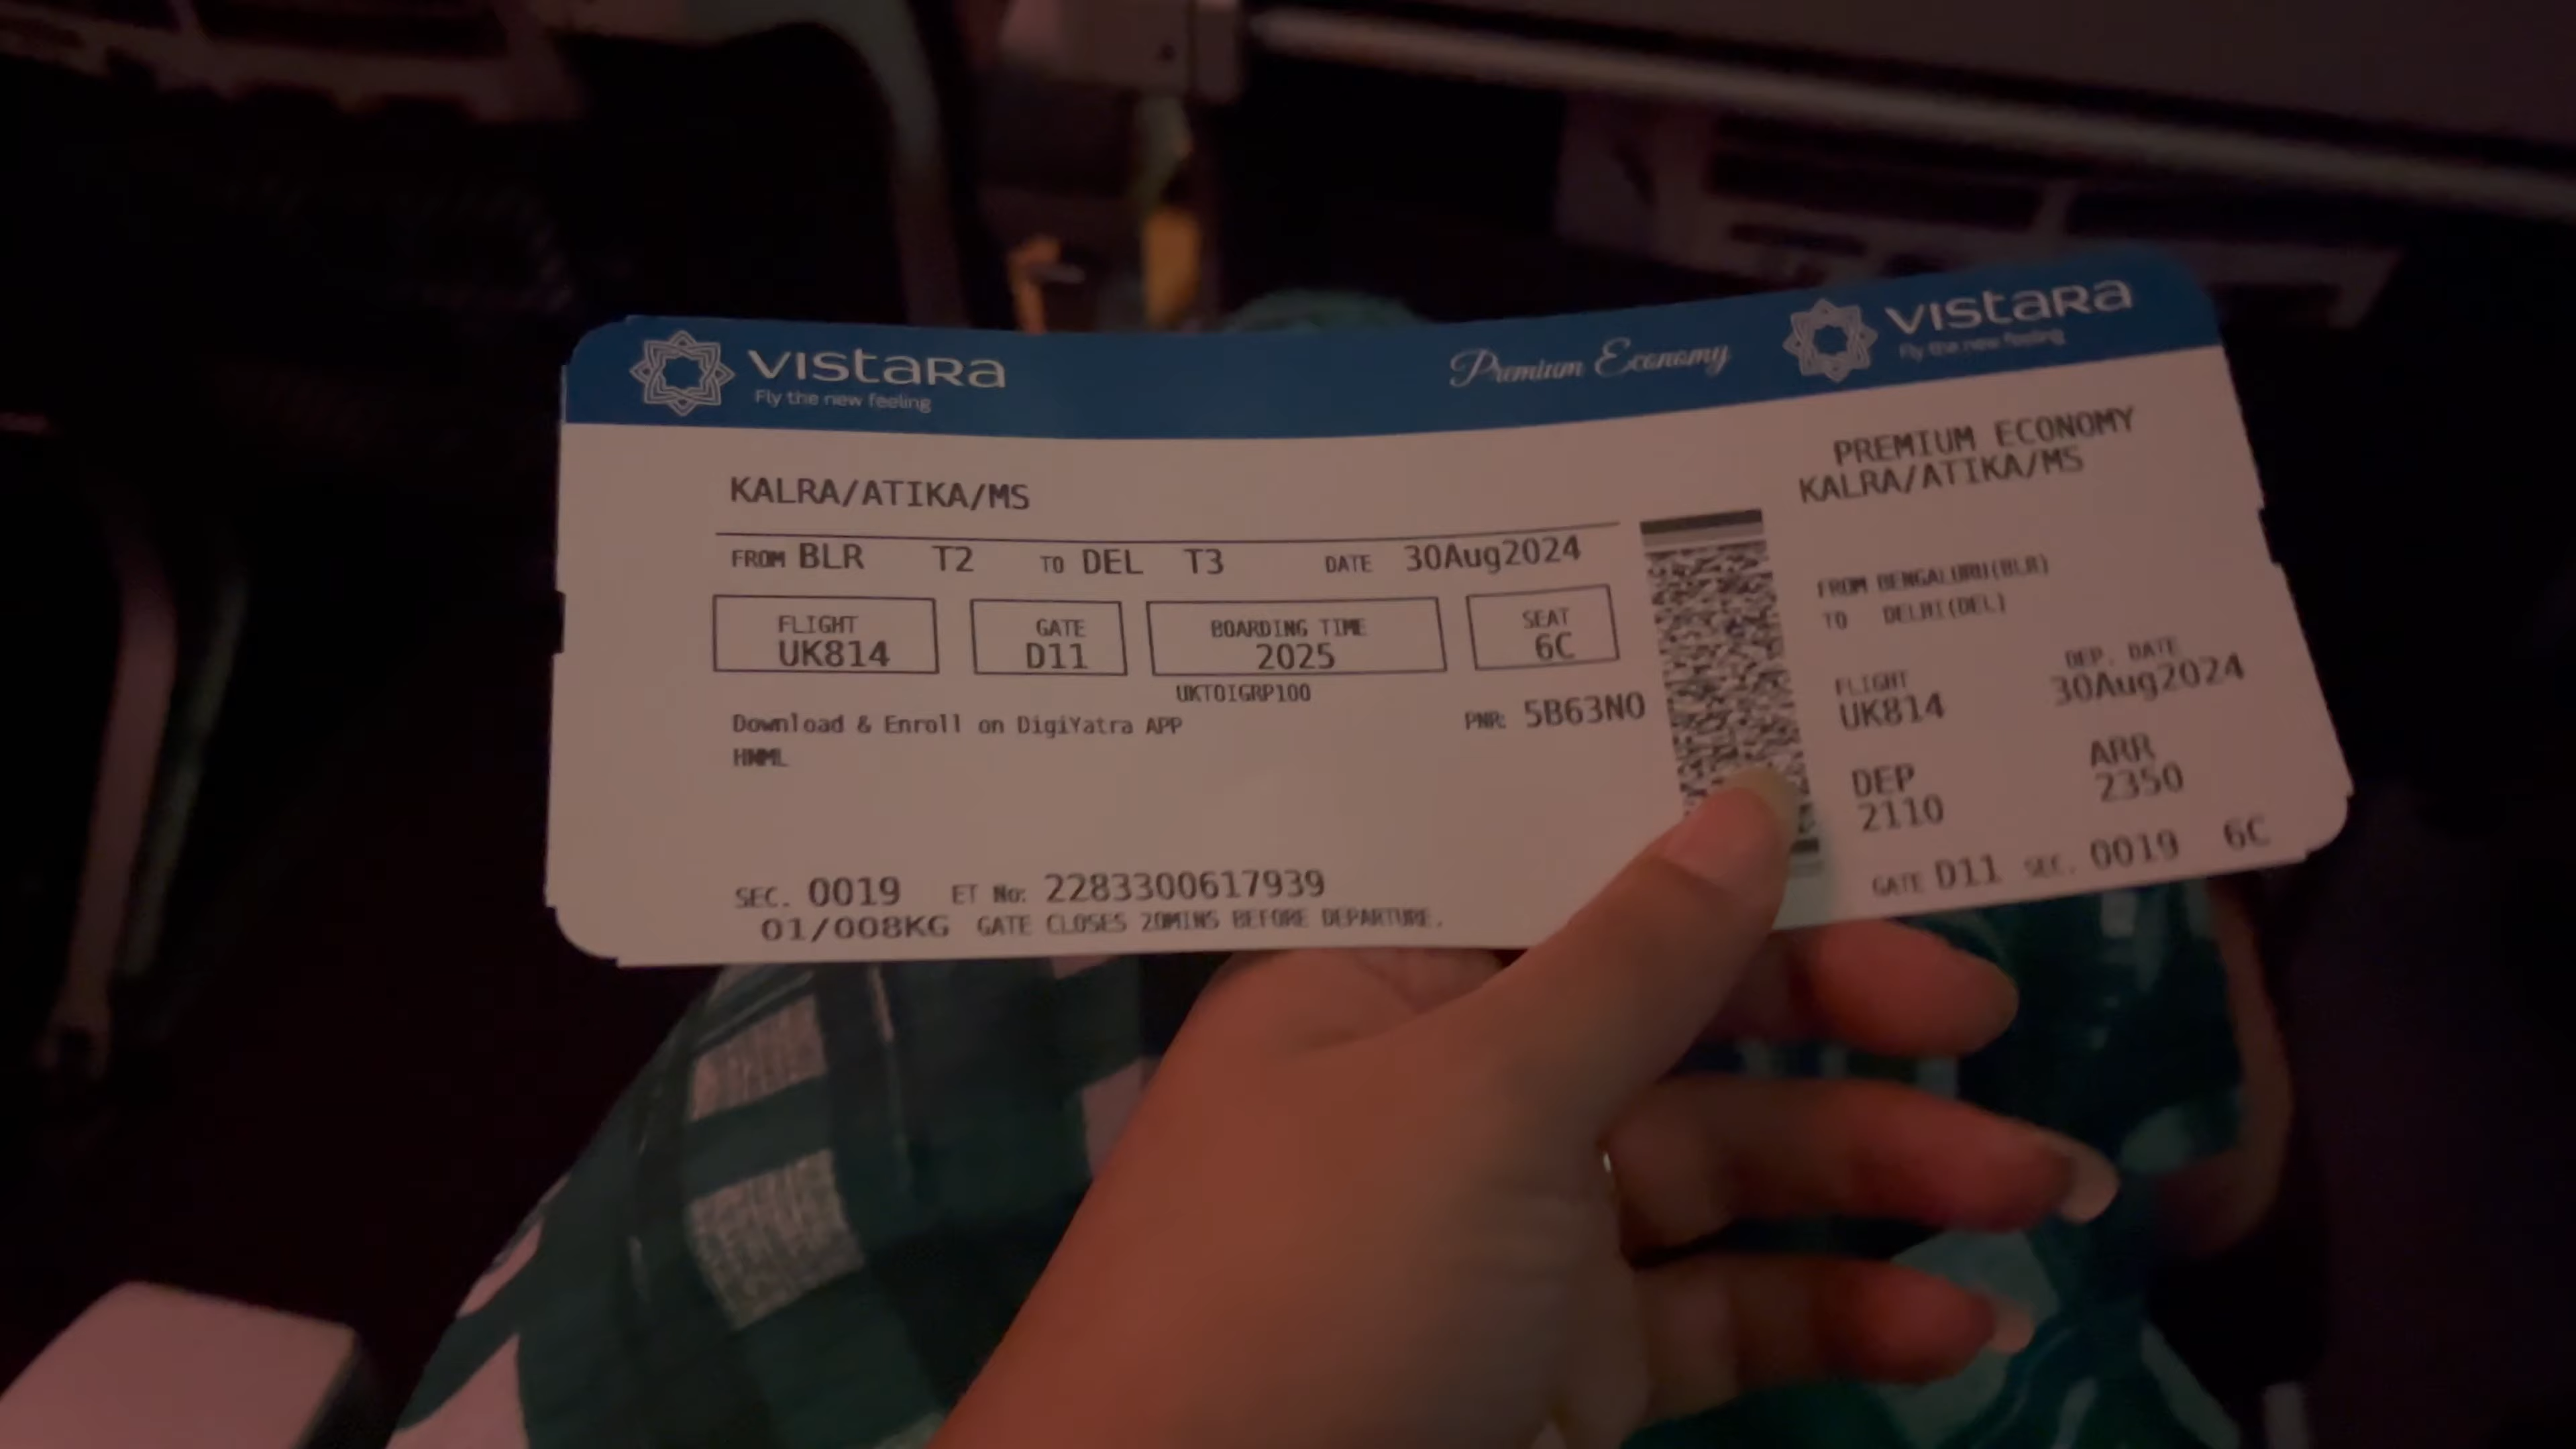 VISTARA
Fly the new feeling
Premium Economy
KALRA/ATIKA/MS
FROM BLR T2 TO DEL T3 DATE 30Aug2024
FLIGHT GATE BOARDING TIME SEAT
UK814 D11 2025 6C
UKTOIGRP100
Download & Enroll on DigiYatra APP PNR: 5B63NO
HWML
SEC. 0019 ET No: 2283300617939
01/008KG GATE CLOSES 20MINS BEFORE DEPARTURE.
VISTARA
Fly the new feeling
PREMIUM ECONOMY
KALRA/ATIKA/MS
FROM BENGALURU(BLR)
TO DELHI(DEL)
FLIGHT DEP. DATE
UK814 30Aug2024
DEP ARR
2110 2350
GATE D11 SEC. 0019 6C